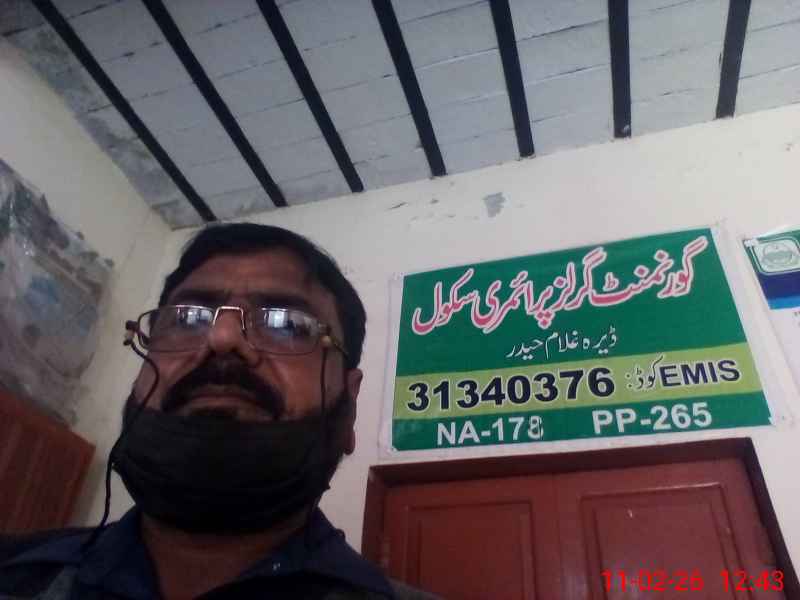 گورنمنٹ گرلز پرائمری سکول
ڈیرہ غلام حیدر
EMIS کوڈ: 31340376
NA-178 PP-265
11-02-26 12:43